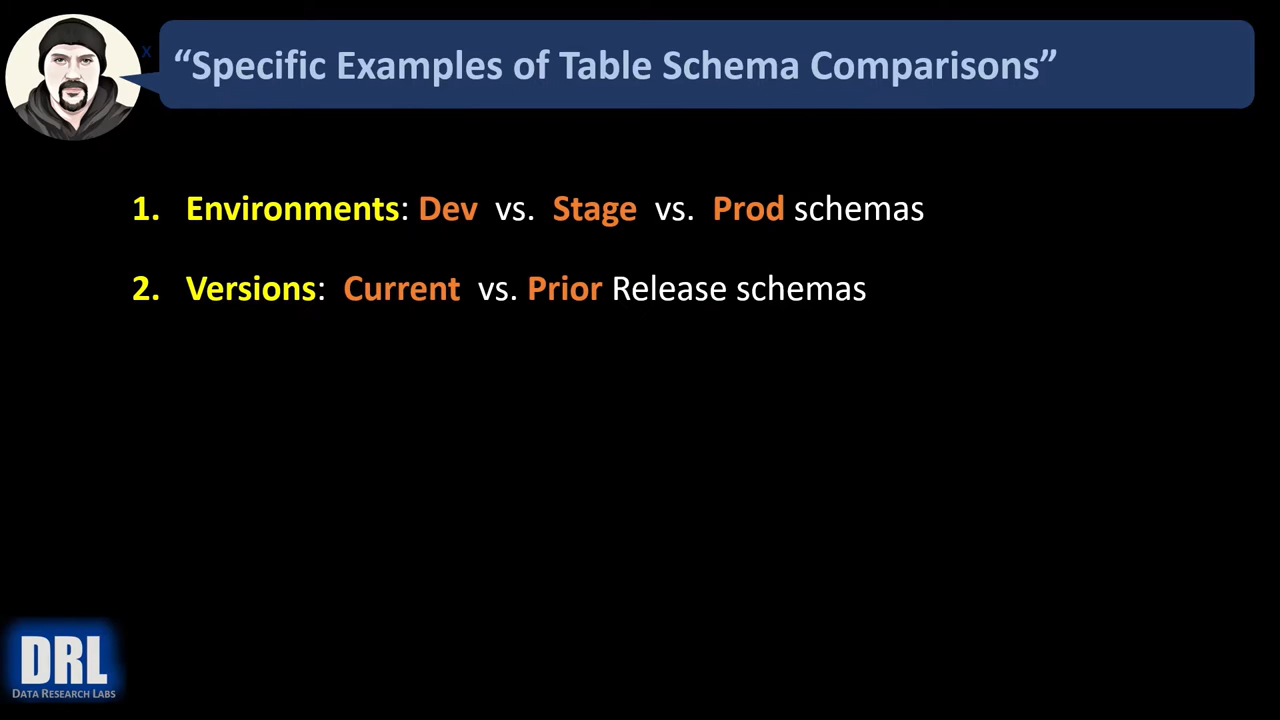 x
“Specific Examples of Table Schema Comparisons”
1. Environments: Dev vs. Stage vs. Prod schemas
2. Versions: Current vs. Prior Release schemas
DRL
DATA RESEARCH LABS